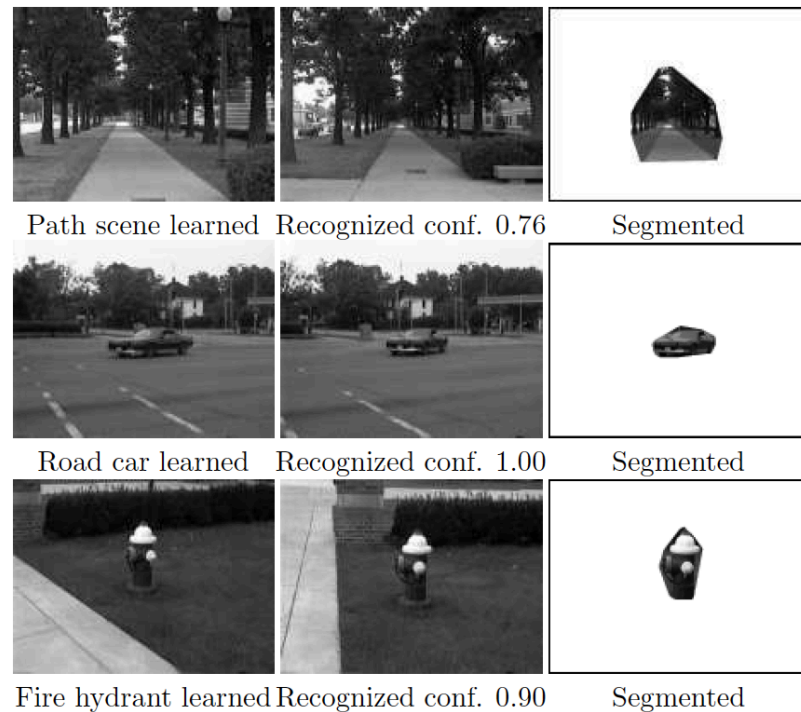 Path scene learned Recognized conf. 0.76 Segmented
Road car learned Recognized conf. 1.00 Segmented
Fire hydrant learned Recognized conf. 0.90 Segmented